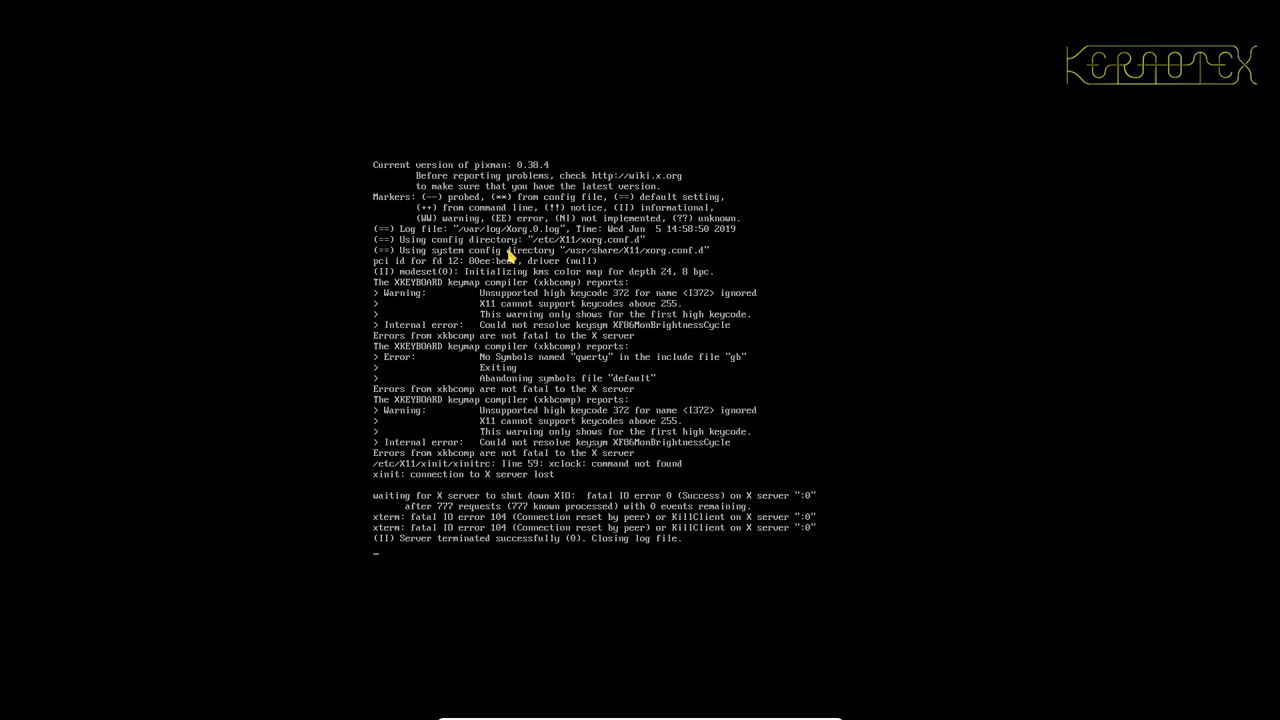 KERNOTEX
Current version of pixman: 0.38.4
Before reporting problems, check http://wiki.x.org
to make sure that you have the latest version.
Markers: (--) probed, (**) from config file, (==) default setting,
(++) from command line, (!!) notice, (II) informational,
(WW) warning, (EE) error, (NI) not implemented, (??) unknown.
(==) Log file: "/var/log/Xorg.0.log", Time: Wed Jun  5 14:58:50 2019
(==) Using config directory: "/etc/X11/xorg.conf.d"
(==) Using system config directory "/usr/share/X11/xorg.conf.d"
pci id for fd 12: 80ee:beef, driver (null)
(II) modeset(0): Initializing kms color map for depth 24, 8 bpc.
The XKEYBOARD keymap compiler (xkbcomp) reports:
> Warning:          Unsupported high keycode 372 for name <I372> ignored
>                   X11 cannot support keycodes above 255.
>                   This warning only shows for the first high keycode.
> Internal error:   Could not resolve keysym XF86MonBrightnessCycle
Errors from xkbcomp are not fatal to the X server
The XKEYBOARD keymap compiler (xkbcomp) reports:
> Error:            No Symbols named "qwerty" in the include file "gb"
>                   Exiting
>                   Abandoning symbols file "default"
Errors from xkbcomp are not fatal to the X server
The XKEYBOARD keymap compiler (xkbcomp) reports:
> Warning:          Unsupported high keycode 372 for name <I372> ignored
>                   X11 cannot support keycodes above 255.
>                   This warning only shows for the first high keycode.
> Internal error:   Could not resolve keysym XF86MonBrightnessCycle
Errors from xkbcomp are not fatal to the X server
/etc/X11/xinit/xinitrc: line 59: xclock: command not found
xinit: connection to X server lost
waiting for X server to shut down XIO:  fatal IO error 0 (Success) on X server ":0"
after 777 requests (777 known processed) with 0 events remaining.
xterm: fatal IO error 104 (Connection reset by peer) or KillClient on X server ":0"
xterm: fatal IO error 104 (Connection reset by peer) or KillClient on X server ":0"
(II) Server terminated successfully (0). Closing log file.